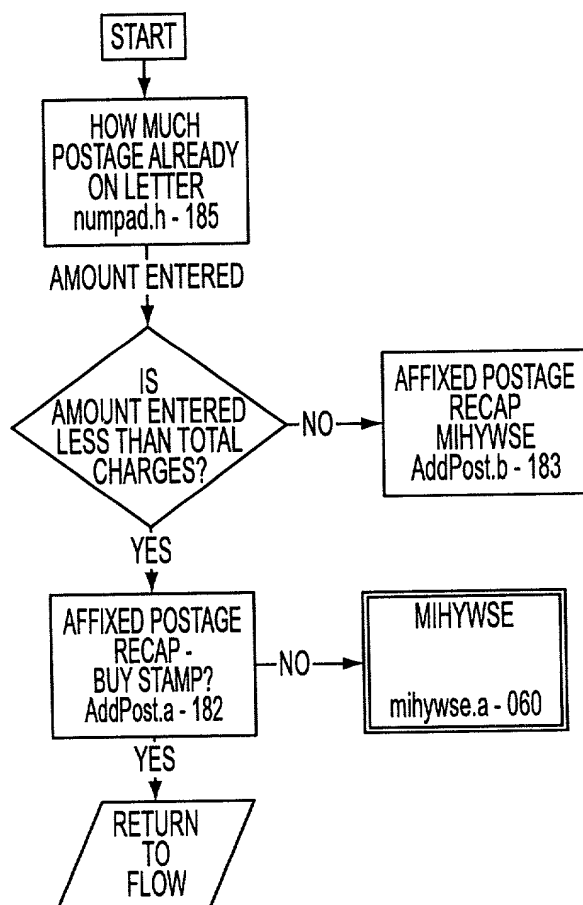 START
HOW MUCH
POSTAGE ALREADY
ON LETTER
numpad.h - 185
AMOUNT ENTERED
IS
AMOUNT ENTERED
LESS THAN TOTAL
CHARGES?
NO
AFFIXED POSTAGE
RECAP
MIHYWSE
AddPost.b - 183
YES
AFFIXED POSTAGE
RECAP -
BUY STAMP?
AddPost.a - 182
NO
MIHYWSE
mihywse.a - 060
YES
RETURN
TO
FLOW